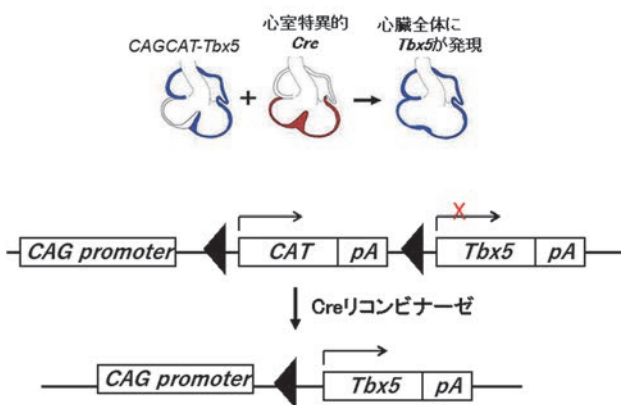 CAGCAT-Tbx5
心室特異的
Cre
心臓全体に
Tbx5が発現
+
X
CAG promoter
CAT
pA
Tbx5
pA
Creリコンビナーゼ
CAG promoter
Tbx5
pA